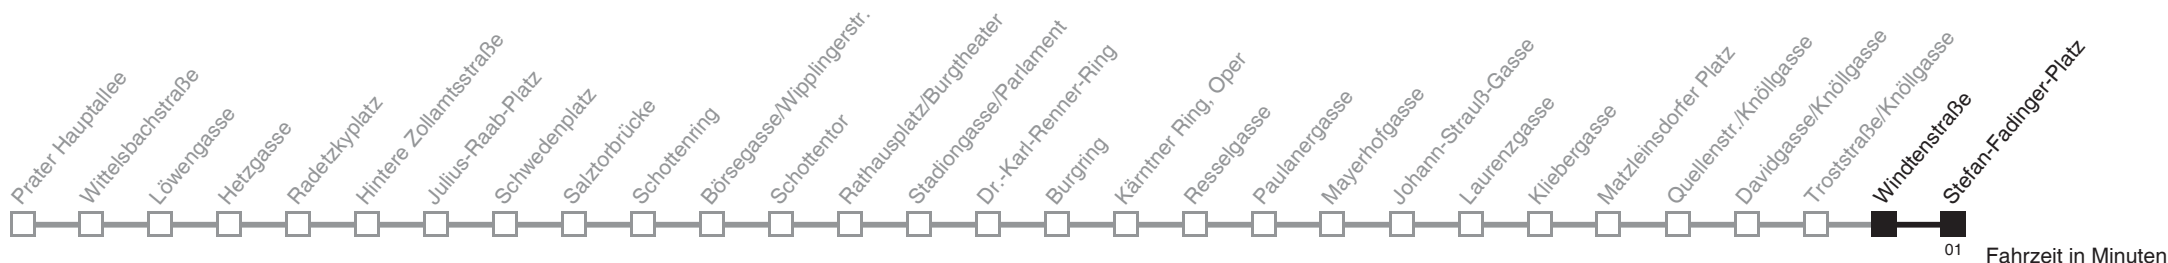 Prater Hauptallee
Wittelsbachstraße
Löwengasse
Hetzgasse
Radetzkyplatz
Hintere Zollamtsstraße
Julius-Raab-Platz
Schwedenplatz
Salztorbrücke
Schottenring
Börsegasse/Wipplingerstr.
Schottentor
Rathausplatz/Burgtheater
Stadiongasse/Parlament
Dr.-Karl-Renner-Ring
Burgring
Kärntner Ring, Oper
Resselgasse
Paulanergasse
Mayerhofgasse
Johann-Strauß-Gasse
Laurenzgasse
Kliebergasse
Matzleinsdorfer Platz
Quellenstr./Knöllgasse
Davidgasse/Knöllgasse
Troststraße/Knöllgasse
Windtenstraße
Stefan-Fadinger-Platz
01
Fahrzeit in Minuten